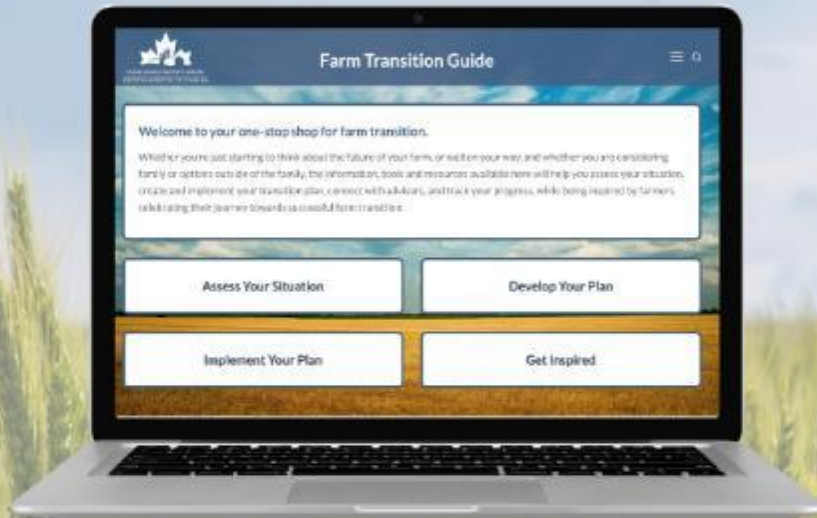 Farm Transition Guide
Welcome to your one-stop shop for farm transition.
Whether you're just starting to think about the future of your farm, or well on your way, and whether you are considering
family or options outside of the family, the information, tools and resources available here will help you assess your situation,
create and implement your transition plan, connect with advisors, and track your progress, while being inspired by farmers
celebrating their journey towards successful farm transition.
Assess Your Situation
Develop Your Plan
Implement Your Plan
Get Inspired